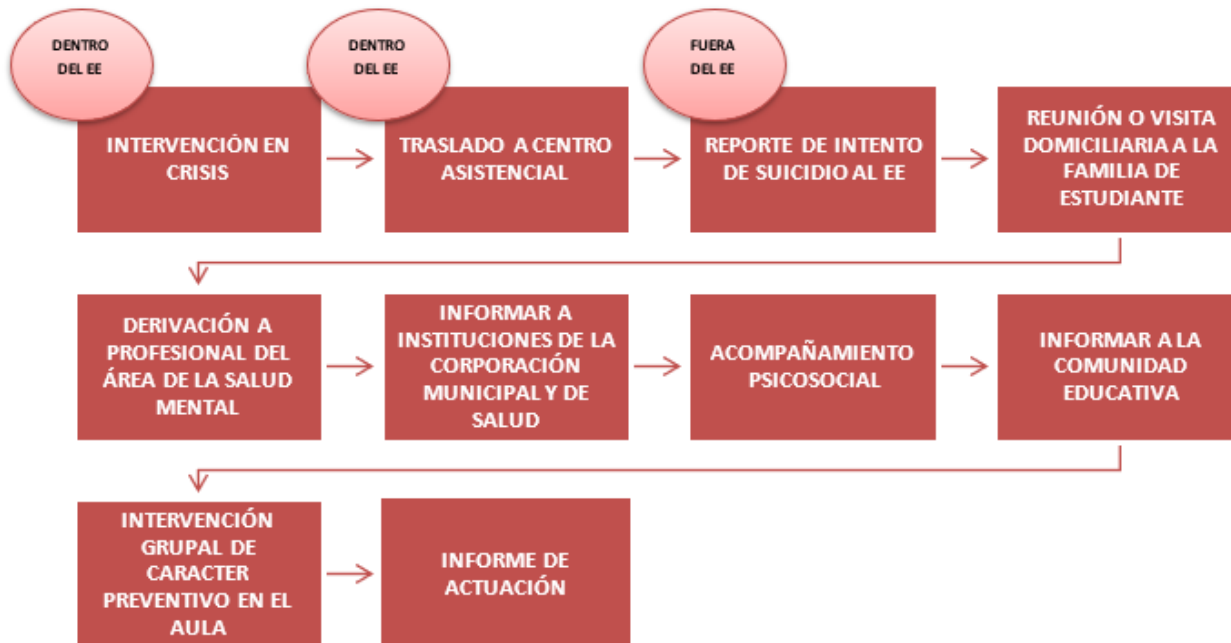 DENTRO
DEL EE
DENTRO
DEL EE
FUERA
DEL EE
INTERVENCIÓN EN
CRISIS
TRASLADO A CENTRO
ASISTENCIAL
REPORTE DE INTENTO
DE SUICIDIO AL EE
REUNIÓN O VISITA
DOMICILIARIA A LA
FAMILIA DE
ESTUDIANTE
DERIVACIÓN A
PROFESIONAL DEL
ÁREA DE LA SALUD
MENTAL
INFORMAR A
INSTITUCIONES DE LA
CORPORACIÓN
MUNICIPAL Y DE
SALUD
ACOMPAÑAMIENTO
PSICOSOCIAL
INFORMAR A LA
COMUNIDAD
EDUCATIVA
INTERVENCIÓN
GRUPAL DE
CARACTER
PREVENTIVO EN EL
AULA
INFORME DE
ACTUACIÓN